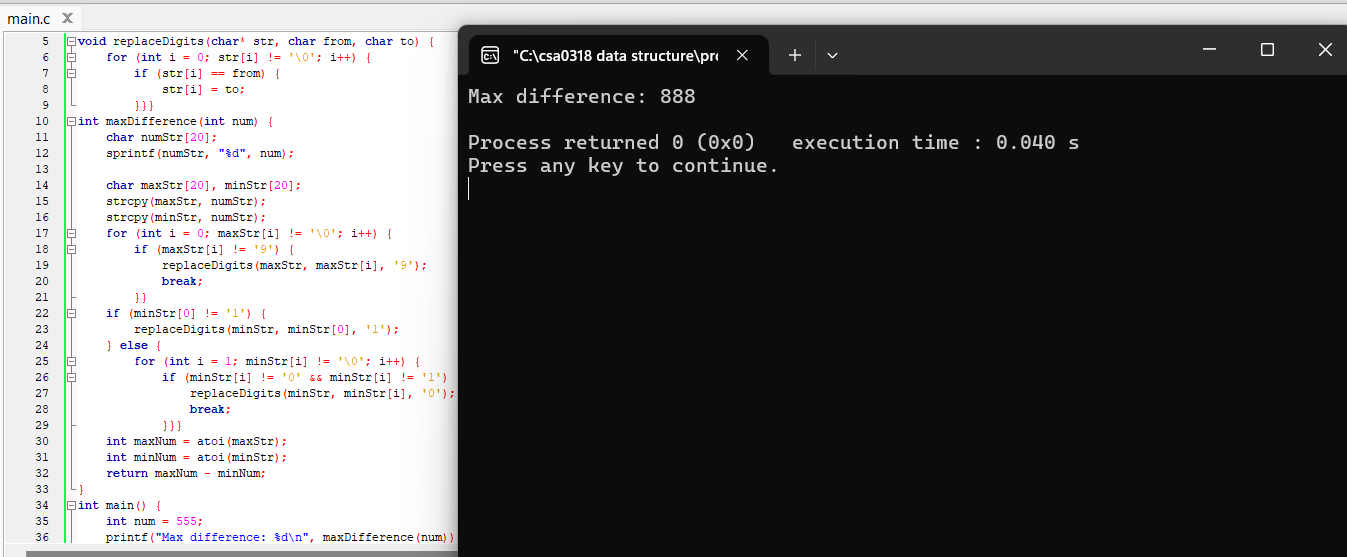 main.c X
5 void replaceDigits(char* str, char from, char to) {
6 for (int i = 0; str[i] != '\0'; i++) {
7 if (str[i] == from) {
8 str[i] = to;
9 }}}
10 int maxDifference(int num) {
11 char numStr[20];
12 sprintf(numStr, "%d", num);
13
14 char maxStr[20], minStr[20];
15 strcpy(maxStr, numStr);
16 strcpy(minStr, numStr);
17 for (int i = 0; maxStr[i] != '\0'; i++) {
18 if (maxStr[i] != '9') {
19 replaceDigits(maxStr, maxStr[i], '9');
20 break;
21 }}
22 if (minStr[0] != '1') {
23 replaceDigits(minStr, minStr[0], '1');
24 } else {
25 for (int i = 1; minStr[i] != '\0'; i++) {
26 if (minStr[i] != '0' && minStr[i] != '1')
27 replaceDigits(minStr, minStr[i], '0');
28 break;
29 }}}
30 int maxNum = atoi(maxStr);
31 int minNum = atoi(minStr);
32 return maxNum - minNum;
33 }
34 int main() {
35 int num = 555;
36 printf("Max difference: %d\n", maxDifference(num))
"C:\csa0318 data structure\pro
Max difference: 888
Process returned 0 (0x0) execution time : 0.040 s
Press any key to continue.